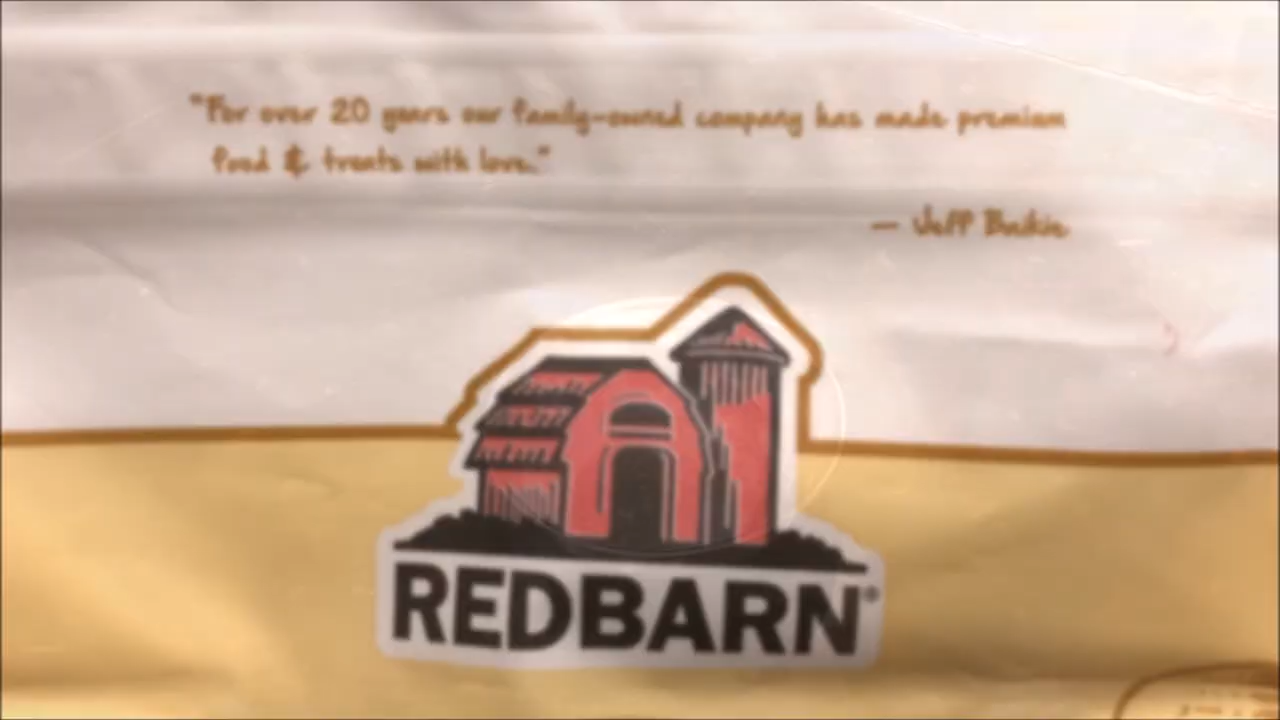 "For over 20 years our family-owned company has made premium
food & treats with love."
— Jeff Baikie
REDBARN®